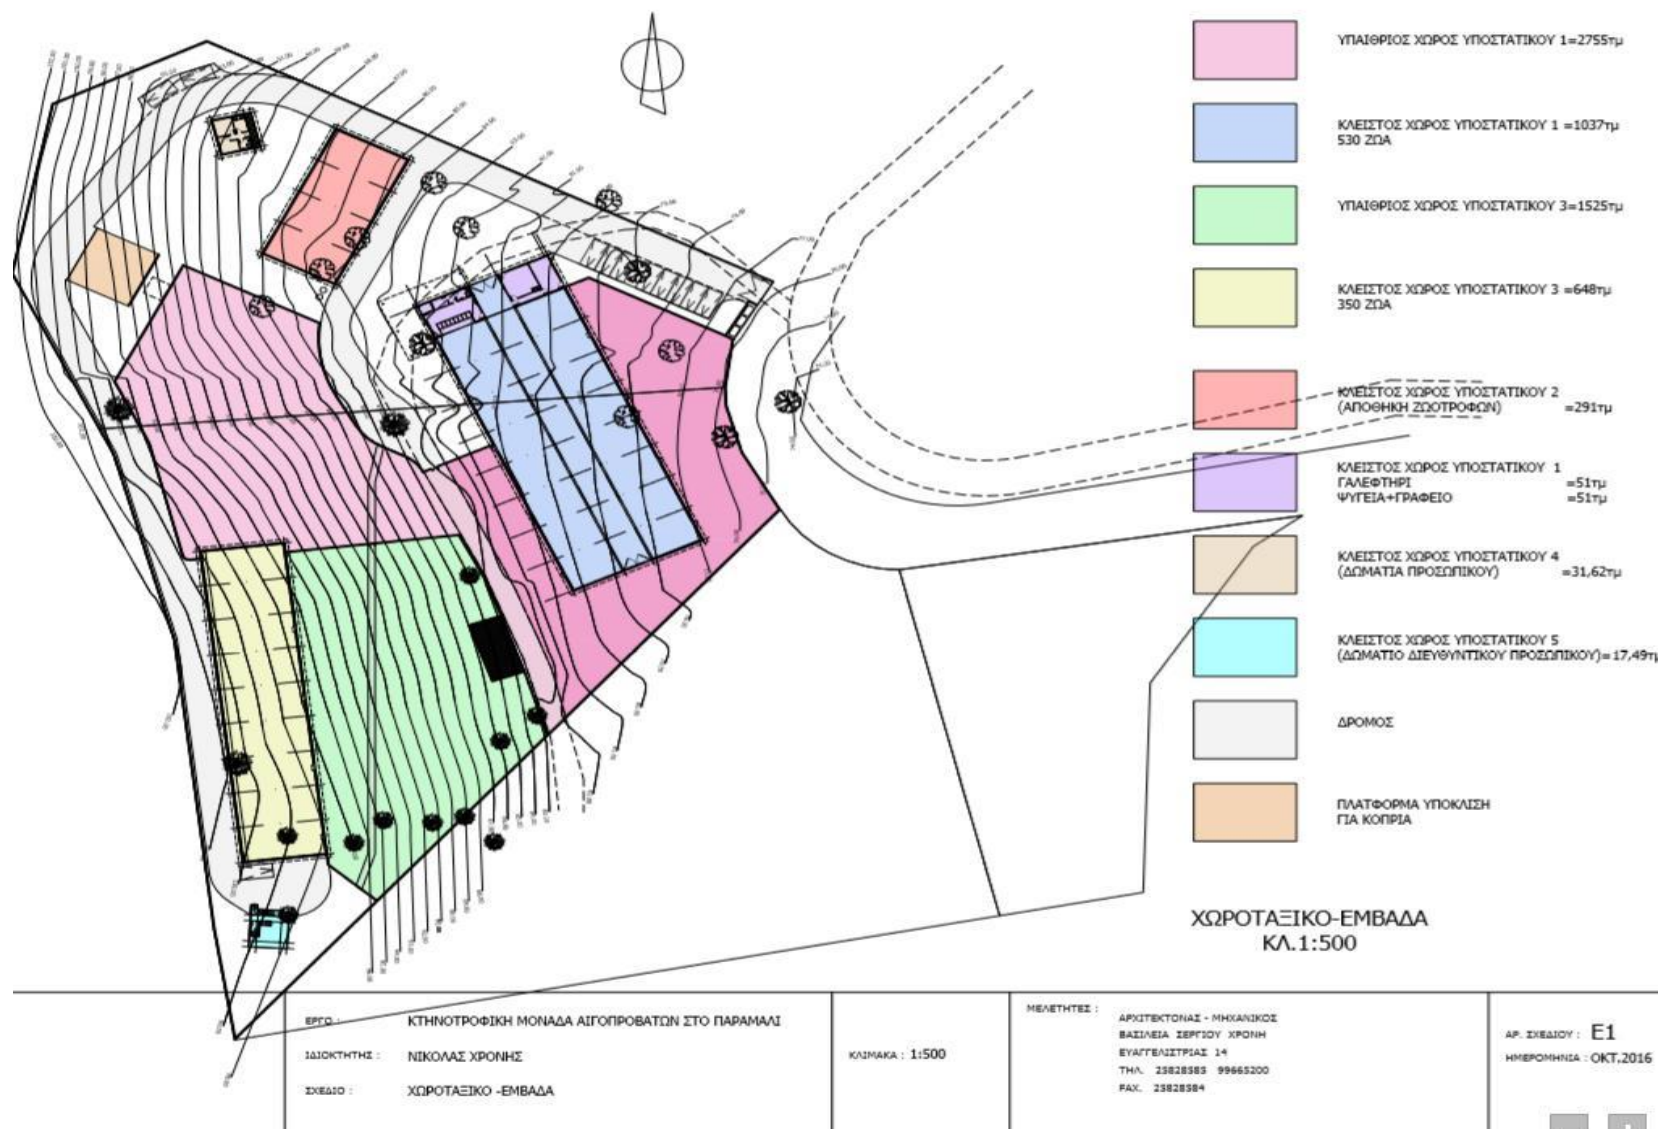 ΥΠΑΙΘΡΙΟΣ ΧΩΡΟΣ ΥΠΟΣΤΑΤΙΚΟΥ 1=2755τμ
ΚΛΕΙΣΤΟΣ ΧΩΡΟΣ ΥΠΟΣΤΑΤΙΚΟΥ 1 =1037τμ
530 ΖΩΑ
ΥΠΑΙΘΡΙΟΣ ΧΩΡΟΣ ΥΠΟΣΤΑΤΙΚΟΥ 3=1525τμ
ΚΛΕΙΣΤΟΣ ΧΩΡΟΣ ΥΠΟΣΤΑΤΙΚΟΥ 3 =648τμ
350 ΖΩΑ
ΚΛΕΙΣΤΟΣ ΧΩΡΟΣ ΥΠΟΣΤΑΤΙΚΟΥ 2
(ΑΠΟΘΗΚΗ ΖΩΟΤΡΟΦΩΝ) =291τμ
ΚΛΕΙΣΤΟΣ ΧΩΡΟΣ ΥΠΟΣΤΑΤΙΚΟΥ 1
ΓΑΛΕΦΤΗΡΙ =51τμ
ΨΥΓΕΙΑ+ΓΡΑΦΕΙΟ =51τμ
ΚΛΕΙΣΤΟΣ ΧΩΡΟΣ ΥΠΟΣΤΑΤΙΚΟΥ 4
(ΔΩΜΑΤΙΑ ΠΡΟΣΩΠΙΚΟΥ) =31,62τμ
ΚΛΕΙΣΤΟΣ ΧΩΡΟΣ ΥΠΟΣΤΑΤΙΚΟΥ 5
(ΔΩΜΑΤΙΟ ΔΙΕΥΘΥΝΤΙΚΟΥ ΠΡΟΣΩΠΙΚΟΥ)=17,49τμ
ΔΡΟΜΟΣ
ΠΛΑΤΦΟΡΜΑ ΥΠΟΚΛΙΣΗ
ΓΙΑ ΚΟΠΡΙΑ
ΧΩΡΟΤΑΞΙΚΟ-ΕΜΒΑΔΑ
ΚΛ.1:500
ΕΡΓΟ : ΚΤΗΝΟΤΡΟΦΙΚΗ ΜΟΝΑΔΑ ΑΙΓΟΠΡΟΒΑΤΩΝ ΣΤΟ ΠΑΡΑΜΑΛΙ
ΙΔΙΟΚΤΗΤΗΣ : ΝΙΚΟΛΑΣ ΧΡΟΝΗΣ
ΣΧΕΔΙΟ : ΧΩΡΟΤΑΞΙΚΟ -ΕΜΒΑΔΑ
ΚΛΙΜΑΚΑ : 1:500
ΜΕΛΕΤΗΤΕΣ :
ΑΡΧΙΤΕΚΤΟΝΑΣ - ΜΗΧΑΝΙΚΟΣ
ΒΑΣΙΛΕΙΑ ΣΕΡΓΙΟΥ ΧΡΟΝΗ
ΕΥΑΓΓΕΛΙΣΤΡΙΑΣ 14
ΤΗΛ. 25828585 99665200
FAX. 25828584
ΑΡ. ΣΧΕΔΙΟΥ : Ε1
ΗΜΕΡΟΜΗΝΙΑ : ΟΚΤ.2016